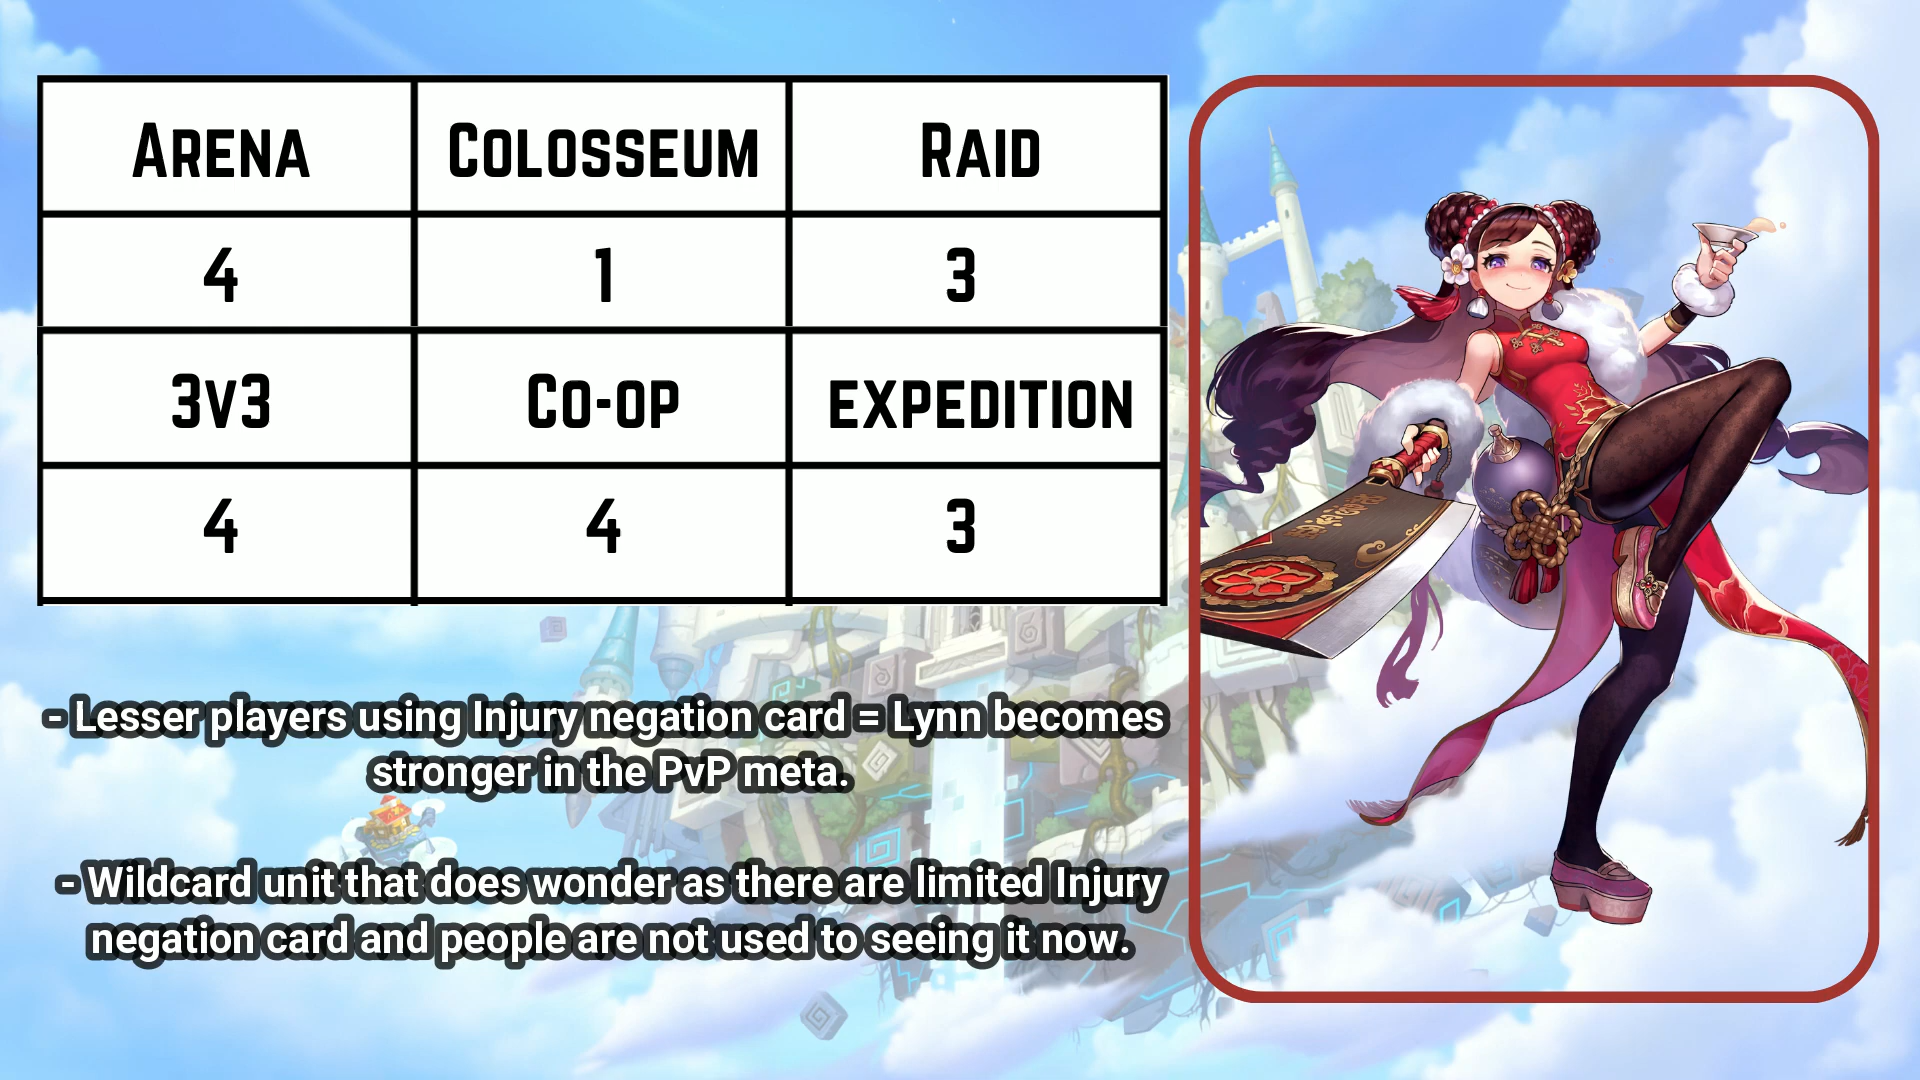 Arena Colosseum Raid
4 1 3
3v3 Co-op Expedition
4 4 3
- Lesser players using Injury negation card = Lynn becomes
stronger in the PvP meta.
- Wildcard unit that does wonder as there are limited Injury
negation card and people are not used to seeing it now.